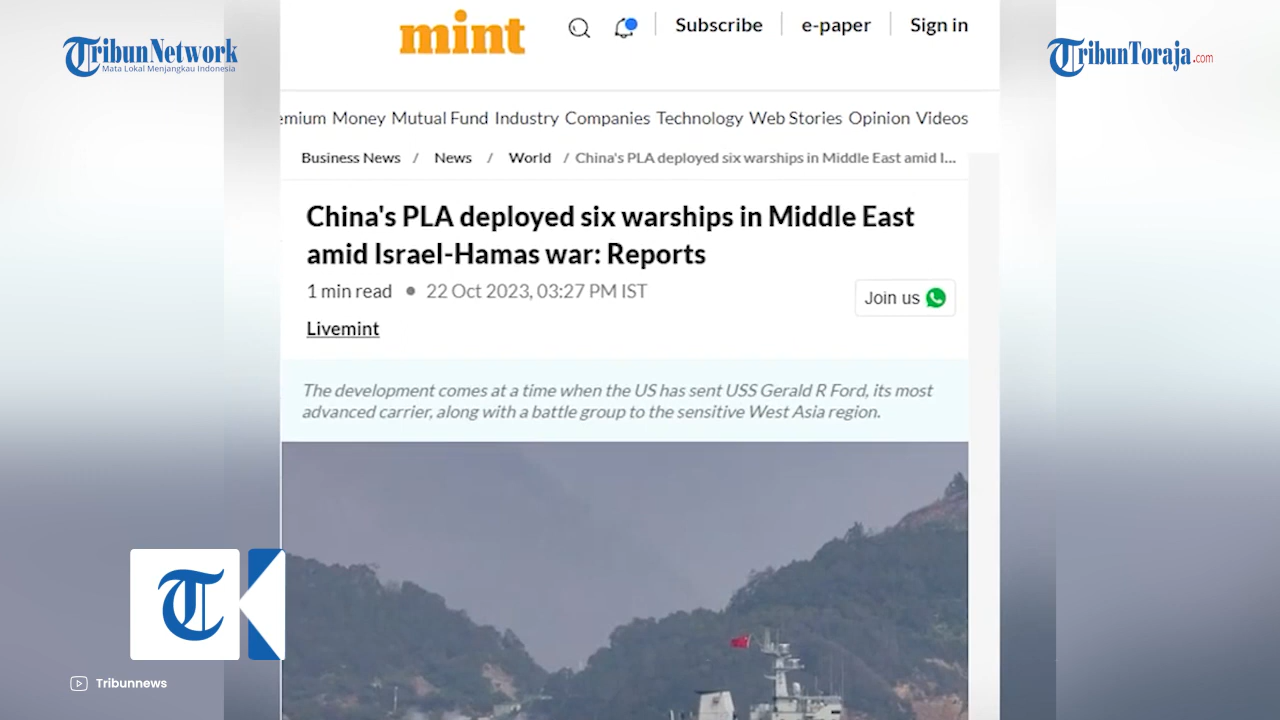 TribunNetwork
Mata Lokal Menjangkau Indonesia
mint
Subscribe
e-paper
Sign in
TribunToraja.com
emium Money Mutual Fund Industry Companies Technology Web Stories Opinion Videos
Business News / News / World / China's PLA deployed six warships in Middle East amid I...
China's PLA deployed six warships in Middle East
amid Israel-Hamas war: Reports
1 min read • 22 Oct 2023, 03:27 PM IST
Join us
Livemint
The development comes at a time when the US has sent USS Gerald R Ford, its most
advanced carrier, along with a battle group to the sensitive West Asia region.
T
Tribunnews